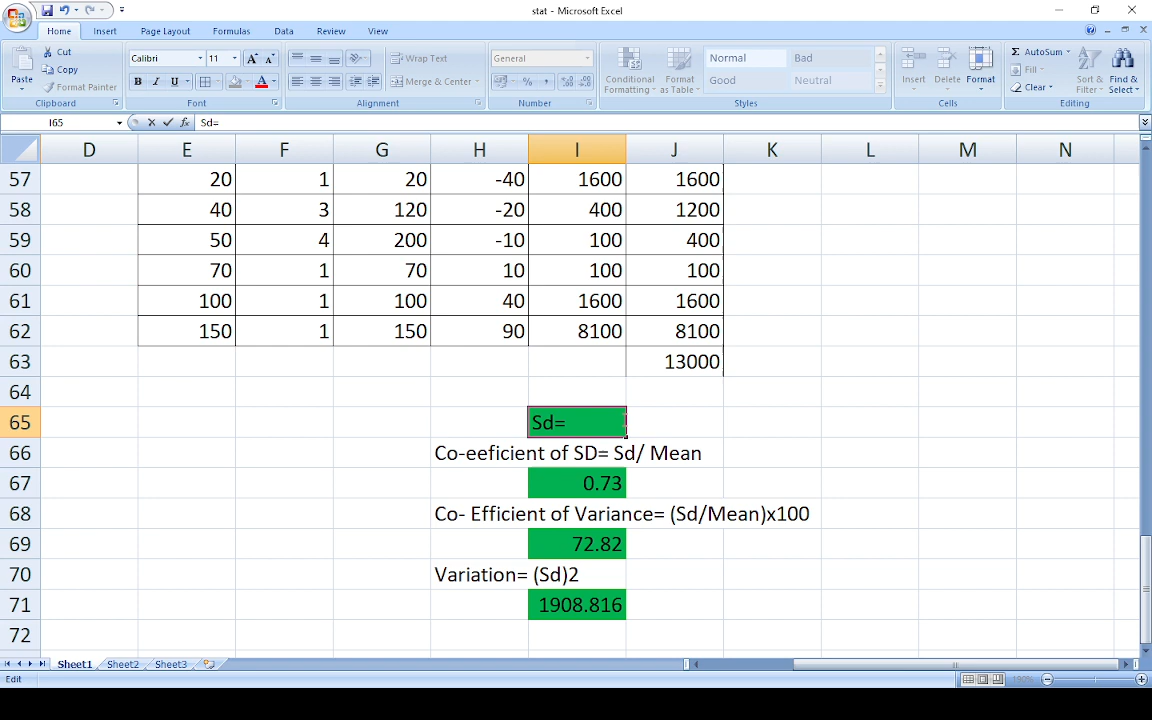 stat - Microsoft Excel
Home Insert Page Layout Formulas Data Review View
Paste
Cut
Copy
Format Painter
Clipboard
Calibri 11
B I U
Font
Wrap Text
Merge & Center
Alignment
General
% ,
Number
Conditional Formatting
Format as Table
Normal Bad
Good Neutral
Styles
Insert Delete Format
Cells
Σ AutoSum
Fill
Clear
Sort & Filter
Find & Select
Editing
I65 fx Sd=
D E F G H I J K L M N
57 20 1 20 -40 1600 1600
58 40 3 120 -20 400 1200
59 50 4 200 -10 100 400
60 70 1 70 10 100 100
61 100 1 100 40 1600 1600
62 150 1 150 90 8100 8100
63 13000
64
65 Sd=
66 Co-eeficient of SD= Sd/ Mean
67 0.73
68 Co- Efficient of Variance= (Sd/Mean)x100
69 72.82
70 Variation= (Sd)2
71 1908.816
72
Sheet1 Sheet2 Sheet3
Edit